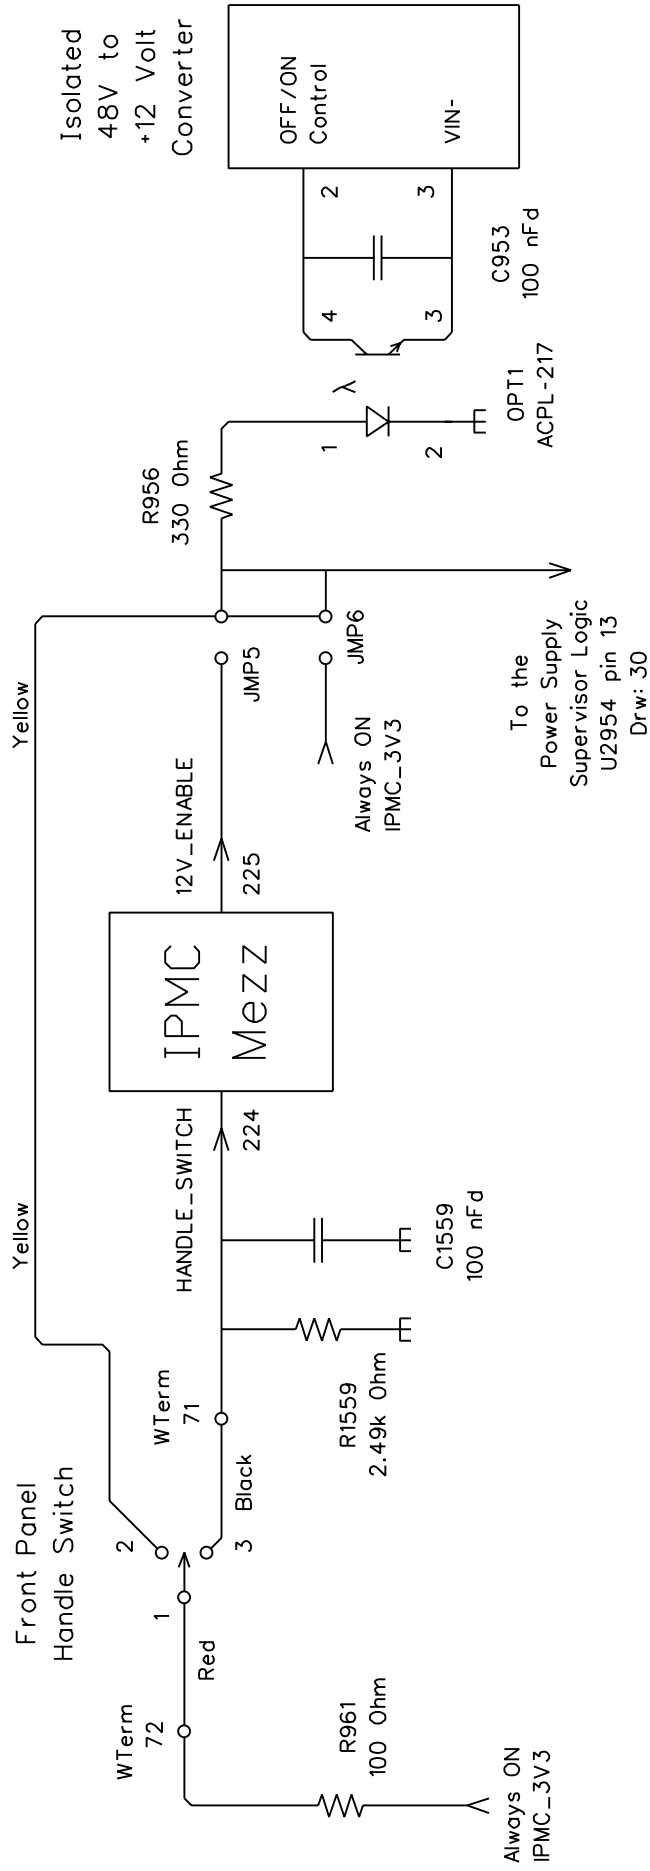 Front Panel
Handle Switch
WTerm
72
Red
1
2
3
Black
WTerm
71
R961
100 Ohm
Always ON
IPMC_3V3
Yellow
Yellow
HANDLE_SWITCH
224
R1559
2.49k Ohm
C1559
100 nFd
IPMC
Mezz
12V_ENABLE
225
JMP5
JMP6
Always ON
IPMC_3V3
To the
Power Supply
Supervisor Logic
U2954 pin 13
Drw: 30
R956
330 Ohm
1
2
λ
OPT1
ACPL-217
4
3
C953
100 nFd
2
3
Isolated
48V to
+12 Volt
Converter
OFF/ON
Control
VIN-